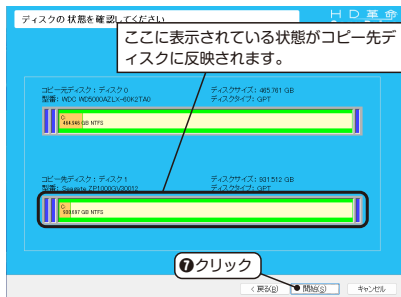 ディスクの状態を確認してください
HD革命
ここに表示されている状態がコピー先デ
ィスクに反映されます。
コピー元ディスク：ディスク 0
ディスクサイズ: 465.761 GB
型番: WDC WD5000AZLX-60K2TA0
ディスクタイプ: GPT
C:
464.946 GB NTFS
コピー先ディスク：ディスク 1
ディスクサイズ: 931.512 GB
型番: Seagate ZP1000GV30012
ディスクタイプ: GPT
C:
930.697 GB NTFS
❼クリック
< 戻る(B)
開始(S)
キャンセル